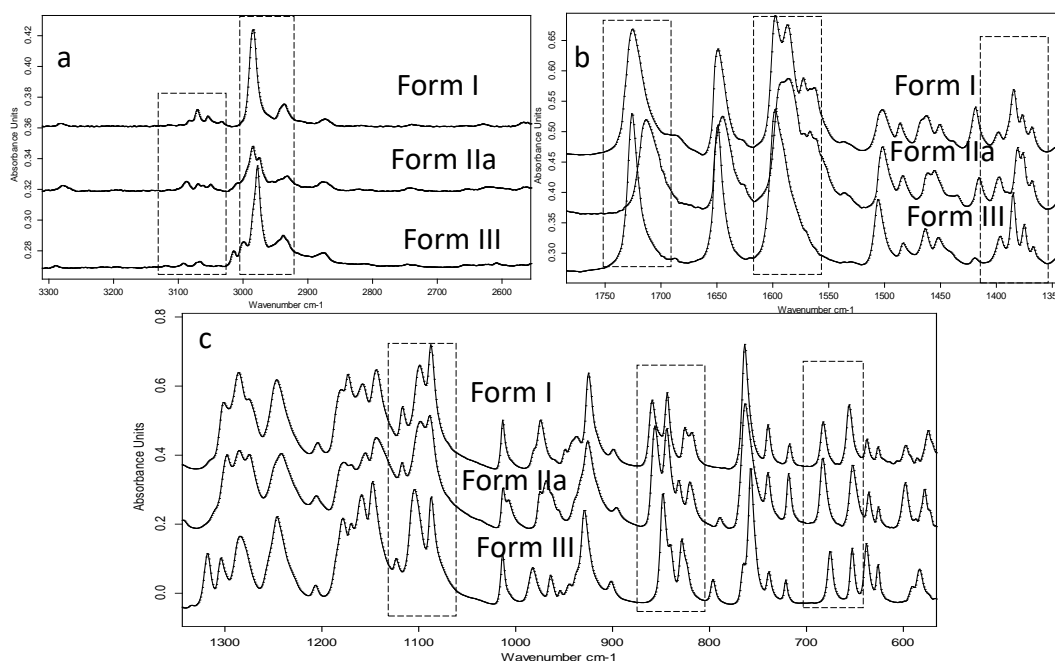 a
Form I
Form IIa
Form III
Absorbance Units
0.28 0.30 0.32 0.34 0.36 0.38 0.40 0.42
3300 3200 3100 3000 2900 2800 2700 2600
Wavenumber cm-1
b
Form I
Form IIa
Form III
Absorbance Units
0.30 0.35 0.40 0.45 0.50 0.55 0.60 0.65
1750 1700 1650 1600 1550 1500 1450 1400
Wavenumber cm-1
c
Form I
Form IIa
Form III
Absorbance Units
0.0 0.2 0.4 0.6 0.8
1300 1200 1100 1000 900 800 700 600
Wavenumber cm-1